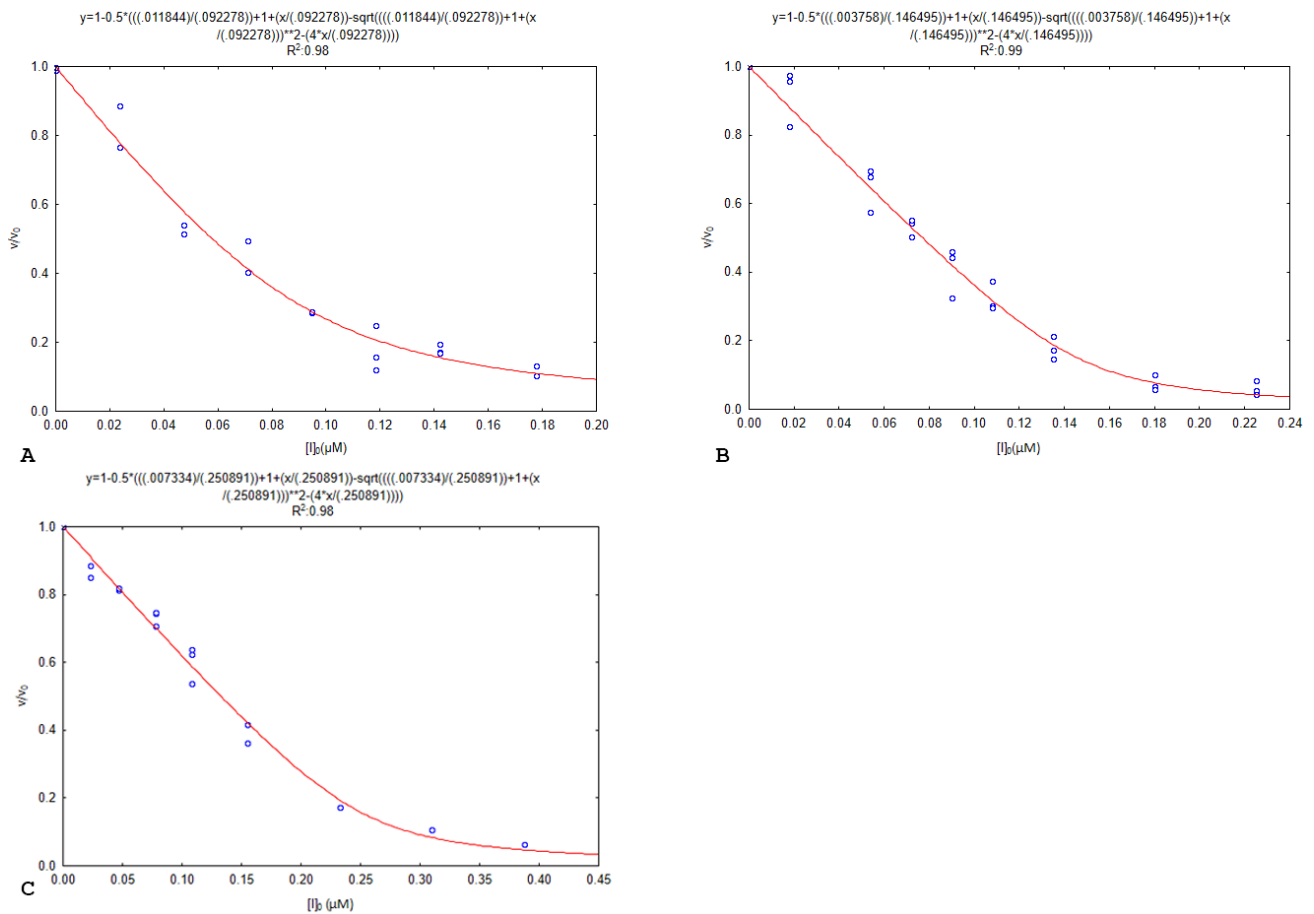 y=1-0.5*(((.011844)/(.092278))+1+(x/(.092278))-sqrt((((.011844)/(.092278))+1+(x
/(.092278)))**2-(4*x/(.092278))))
R²:0.98
1.0
0.8
0.6
0.4
0.2
0.0
v/v₀
0.00 0.02 0.04 0.06 0.08 0.10 0.12 0.14 0.16 0.18 0.20
[I]₀(µM)
A
y=1-0.5*(((.003758)/(.146495))+1+(x/(.146495))-sqrt((((.003758)/(.146495))+1+(x
/(.146495)))**2-(4*x/(.146495))))
R²:0.99
1.0
0.8
0.6
0.4
0.2
0.0
v/v₀
0.00 0.02 0.04 0.06 0.08 0.10 0.12 0.14 0.16 0.18 0.20 0.22 0.24
[I]₀(µM)
B
y=1-0.5*(((.007334)/(.250891))+1+(x/(.250891))-sqrt((((.007334)/(.250891))+1+(x
/(.250891)))**2-(4*x/(.250891))))
R²:0.98
1.0
0.8
0.6
0.4
0.2
0.0
v/v₀
0.00 0.05 0.10 0.15 0.20 0.25 0.30 0.35 0.40 0.45
[I]₀ (µM)
C